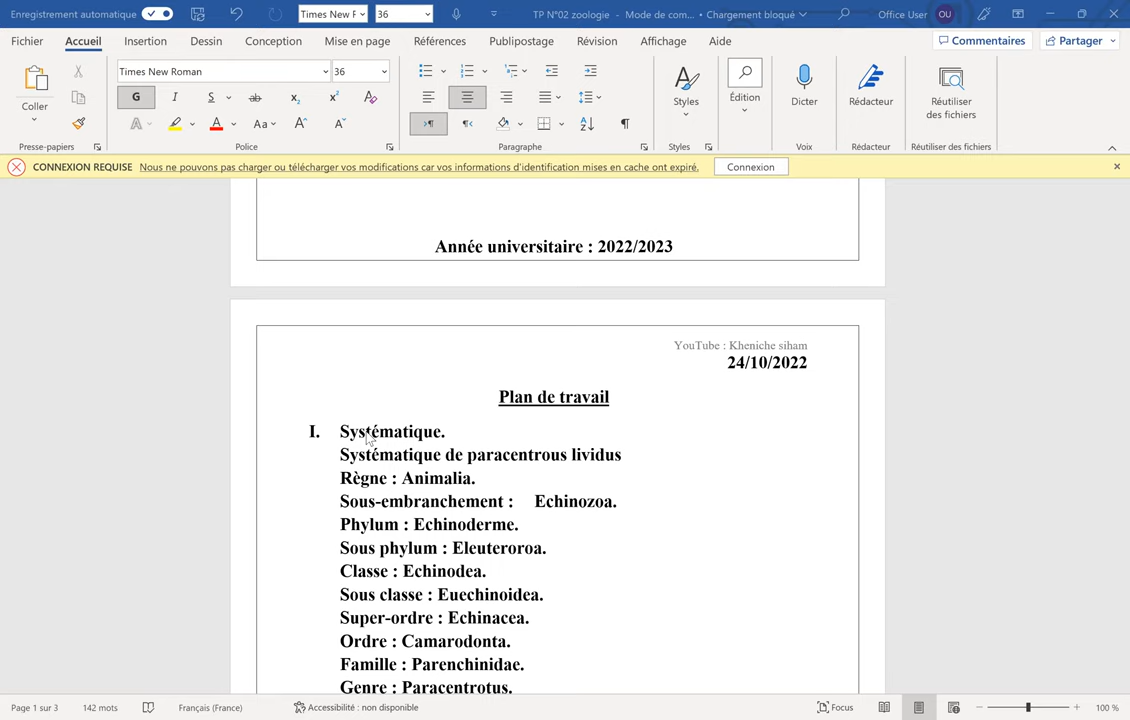 Enregistrement automatique
Times New F
36
TP N°02 zoologie - Mode de com... • Chargement bloqué
Office User
OU
Fichier
Accueil
Insertion
Dessin
Conception
Mise en page
Références
Publipostage
Révision
Affichage
Aide
Commentaires
Partager
Coller
Times New Roman
36
G I S ab x₂ x²
A A Aa A A
Styles
Édition
Dicter
Rédacteur
Réutiliser
des fichiers
Presse-papiers
Police
Paragraphe
Styles
Voix
Rédacteur
Réutiliser des fichiers
CONNEXION REQUISE Nous ne pouvons pas charger ou télécharger vos modifications car vos informations d'identification mises en cache ont expiré. Connexion
Année universitaire : 2022/2023
YouTube : Kheniche siham
24/10/2022
Plan de travail
I. Systématique.
Systématique de paracentrous lividus
Règne : Animalia.
Sous-embranchement : Echinozoa.
Phylum : Echinoderme.
Sous phylum : Eleuteroroa.
Classe : Echinodea.
Sous classe : Euechinoidea.
Super-ordre : Echinacea.
Ordre : Camarodonta.
Famille : Parenchinidae.
Genre : Paracentrotus.
Page 1 sur 3
142 mots
Français (France)
Accessibilité : non disponible
Focus
100 %